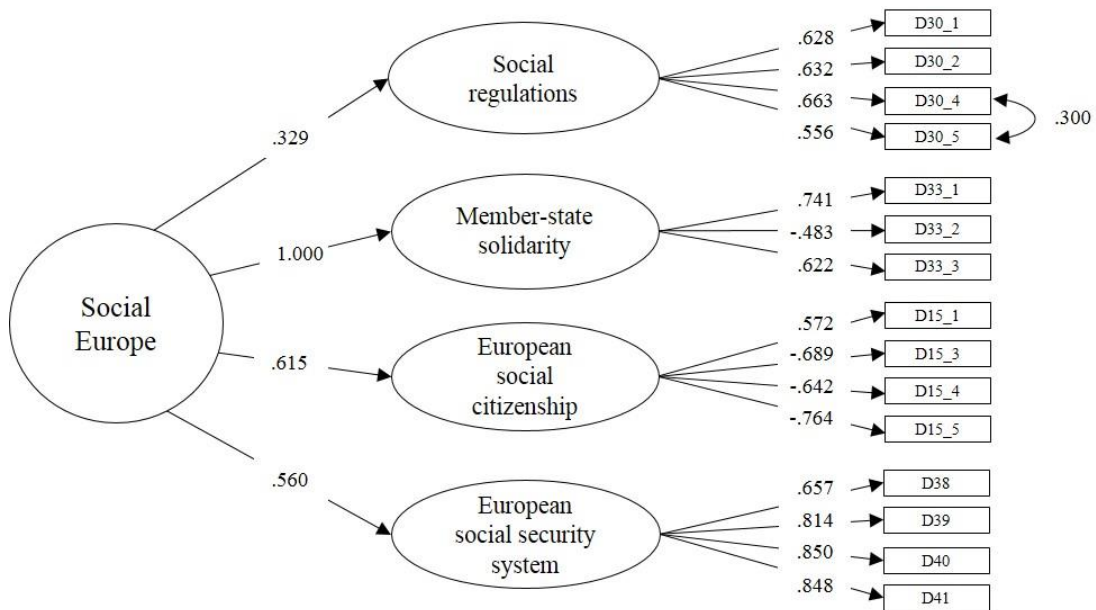 Social
Europe
.329
1.000
.615
.560
Social
regulations
.628
.632
.663
.556
D30_1
D30_2
D30_4
D30_5
.300
Member-state
solidarity
.741
-.483
.622
D33_1
D33_2
D33_3
European
social
citizenship
.572
-.689
-.642
-.764
D15_1
D15_3
D15_4
D15_5
European
social security
system
.657
.814
.850
.848
D38
D39
D40
D41